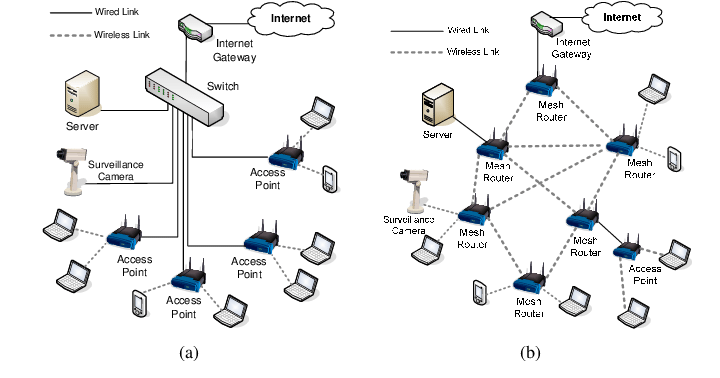 Wired Link
Wireless Link
Internet
Internet
Gateway
Switch
Server
Surveillance
Camera
Access
Point
Access
Point
Access
Point
Access
Point
(a)
Internet
Wired Link
Wireless Link
Internet
Gateway
Mesh
Router
Server
Mesh
Router
Mesh
Router
Surveillance
Camera
Mesh
Router
Mesh
Router
Access
Point
Mesh
Router
(b)